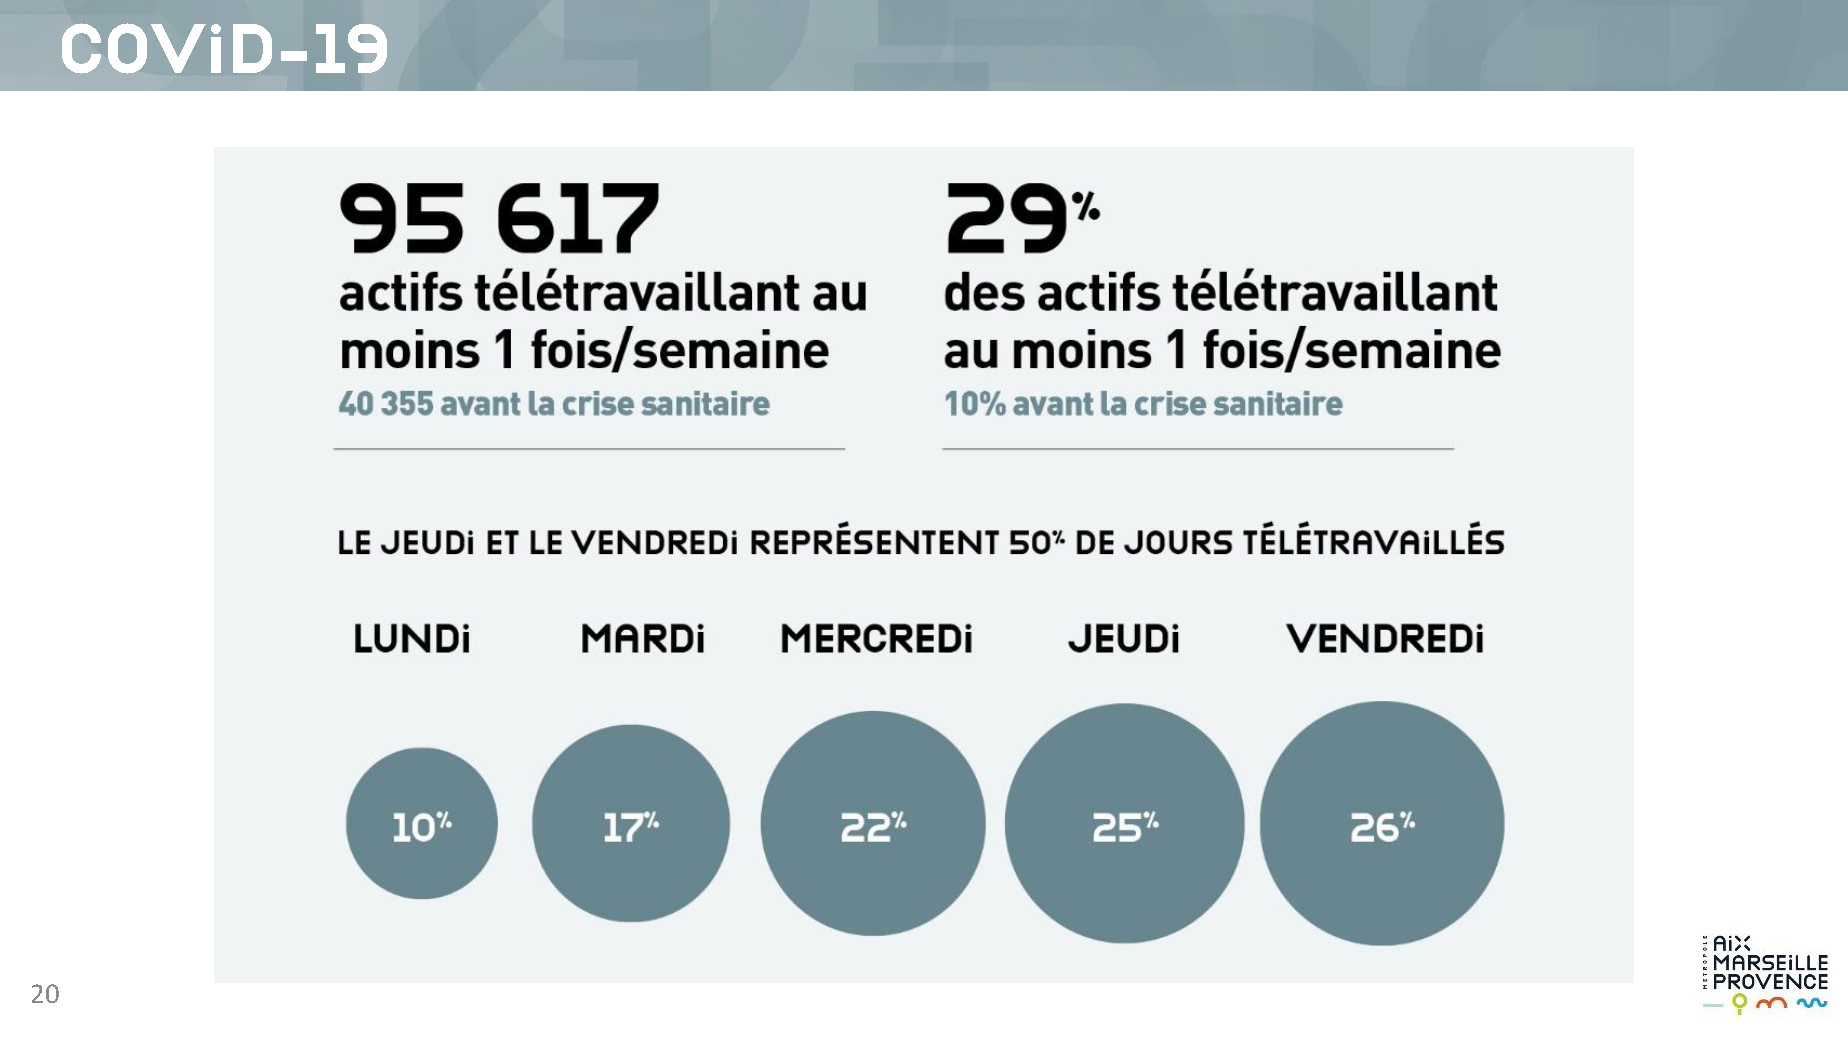 COViD-19
95 617
actifs télétravaillant au
moins 1 fois/semaine
40 355 avant la crise sanitaire
29%
des actifs télétravaillant
au moins 1 fois/semaine
10% avant la crise sanitaire
LE JEUDi ET LE VENDREDi REPRÉSENTENT 50% DE JOURS TÉLÉTRAVAiLLÉS
LUNDi MARDi MERCREDi JEUDi VENDREDi
10% 17% 22% 25% 26%
20
MÉTROPOLE
AiX
MARSEiLLE
PROVENCE